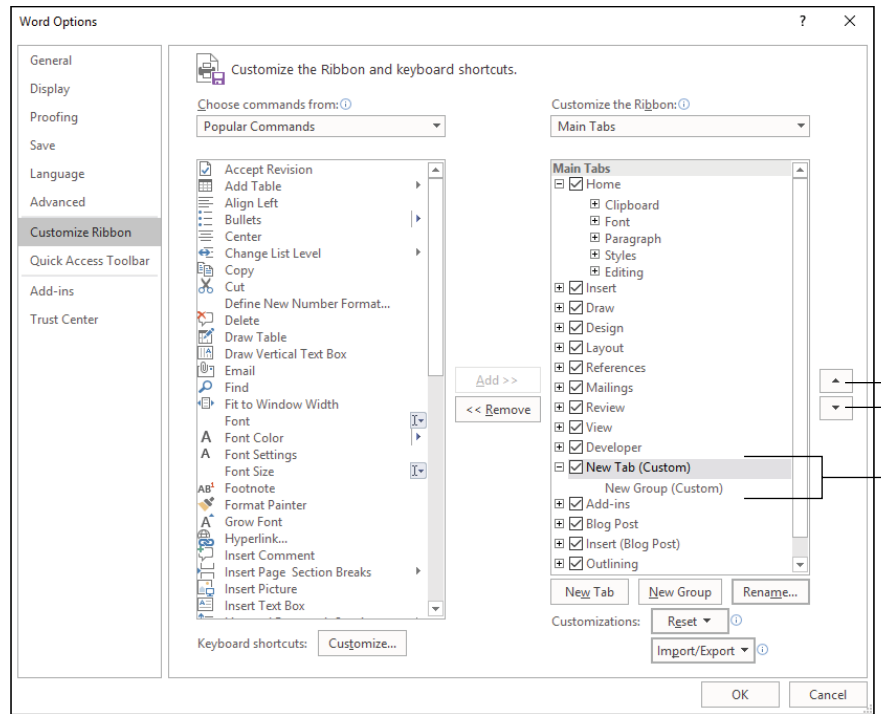 Word Options
?
General
Display
Proofing
Save
Language
Advanced
Customize Ribbon
Quick Access Toolbar
Add-ins
Trust Center
Customize the Ribbon and keyboard shortcuts.
Choose commands from:
Popular Commands
Accept Revision
Add Table
Align Left
Bullets
Center
Change List Level
Copy
Cut
Define New Number Format...
Delete
Draw Table
Draw Vertical Text Box
Email
Find
Fit to Window Width
Font
Font Color
Font Settings
Font Size
Footnote
Format Painter
Grow Font
Hyperlink...
Insert Comment
Insert Page  Section Breaks
Insert Picture
Insert Text Box
Keyboard shortcuts: Customize...
Add >>
<< Remove
Customize the Ribbon:
Main Tabs
Main Tabs
Home
Clipboard
Font
Paragraph
Styles
Editing
Insert
Draw
Design
Layout
References
Mailings
Review
View
Developer
New Tab (Custom)
New Group (Custom)
Add-ins
Blog Post
Insert (Blog Post)
Outlining
New Tab New Group Rename...
Customizations: Reset
Import/Export
OK Cancel